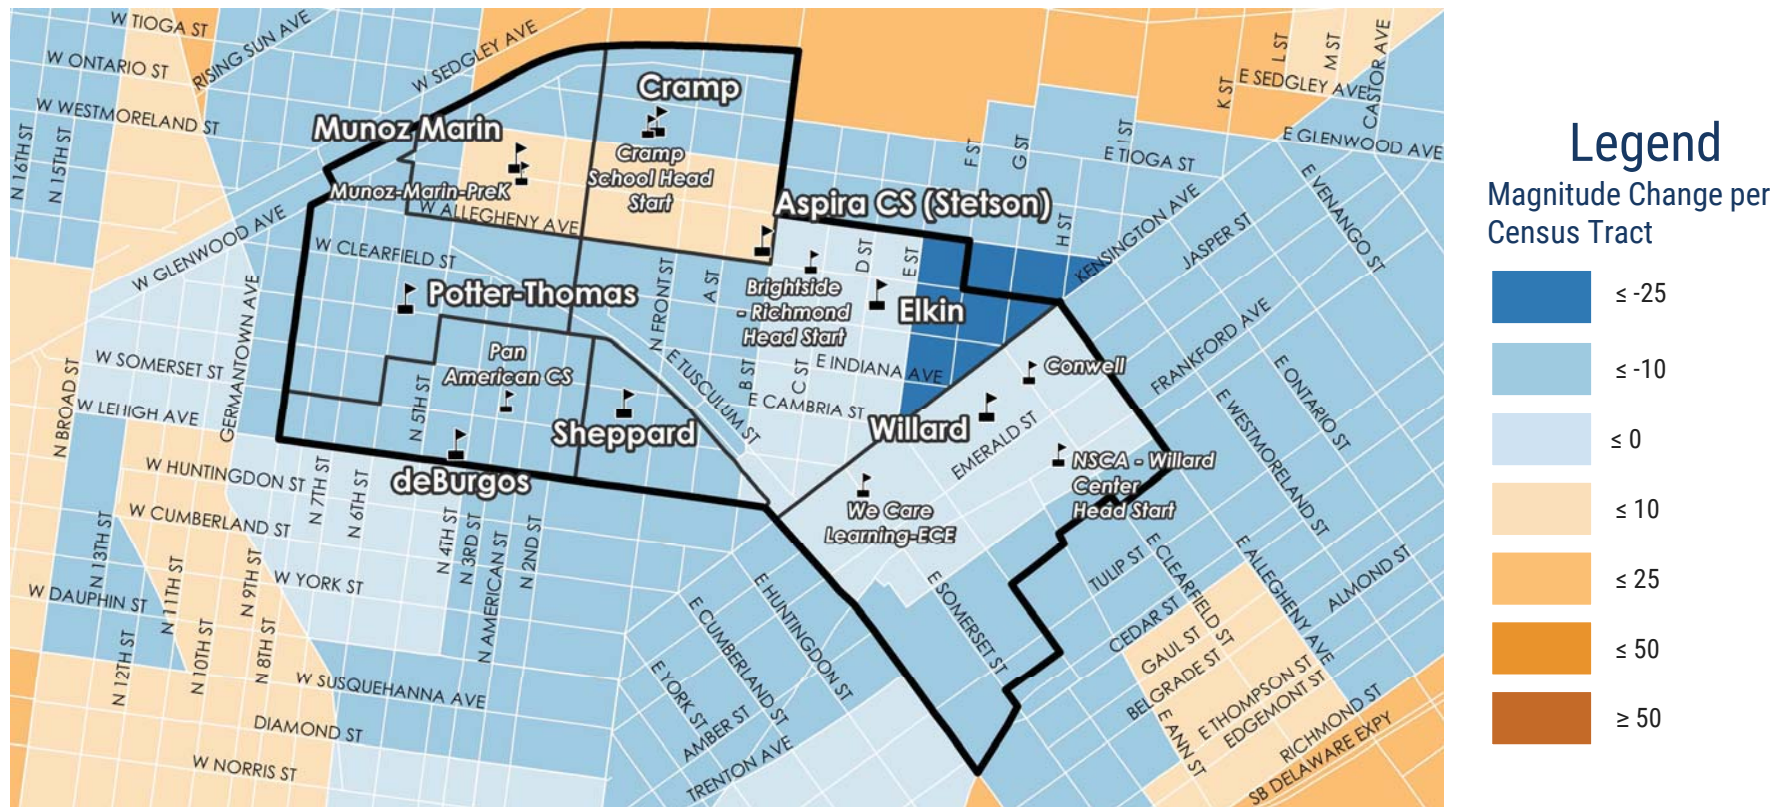 W TIOGA ST
RISING SUN AVE
W SEDGLEY AVE
W ONTARIO ST
W WESTMORELAND ST
N 16TH ST
N 15TH ST
Cramp
Munoz Marin
Cramp
School Head
Start
Munoz-Marin-PreK
W ALLEGHENY AVE
L ST
M ST
K ST
E SEDGLEY AVE
CASTOR AVE
E GLENWOOD AVE
F ST
G ST
I ST
E TIOGA ST
E VENANGO ST
Aspira CS (Stetson)
H ST
KENSINGTON AVE
JASPER ST
W GLENWOOD AVE
W CLEARFIELD ST
GERMANTOWN AVE
Potter-Thomas
N FRONT ST
A ST
D ST
E ST
Brightside
- Richmond
Head Start
Elkin
FRANKFORD AVE
W SOMERSET ST
Pan
American CS
E TUSCULUM ST
B ST
C ST
E INDIANA AVE
Conwell
E ONTARIO ST
N BROAD ST
W LEHIGH AVE
N 5TH ST
E CAMBRIA ST
Sheppard
Willard
EMERALD ST
E WESTMORELAND ST
W HUNTINGDON ST
N 7TH ST
N 6TH ST
deBurgos
NSCA - Willard
Center
Head Start
We Care
Learning-ECE
W CUMBERLAND ST
N 13TH ST
N 11TH ST
N 9TH ST
N 4TH ST
N 3RD ST
N AMERICAN ST
N 2ND ST
W YORK ST
W DAUPHIN ST
N 12TH ST
N 10TH ST
N 8TH ST
E HUNTINGDON ST
E CUMBERLAND ST
E YORK ST
AMBER ST
TRENTON AVE
E SOMERSET ST
TULIP ST
E CLEARFIELD ST
E ALLEGHENY AVE
ALMOND ST
CEDAR ST
GAUL ST
BELGRADE ST
E ANN ST
E THOMPSON ST
EDGEMONT ST
RICHMOND ST
SB DELAWARE EXPY
W SUSQUEHANNA AVE
DIAMOND ST
W NORRIS ST
Legend
Magnitude Change per
Census Tract
≤ -25
≤ -10
≤ 0
≤ 10
≤ 25
≤ 50
≥ 50